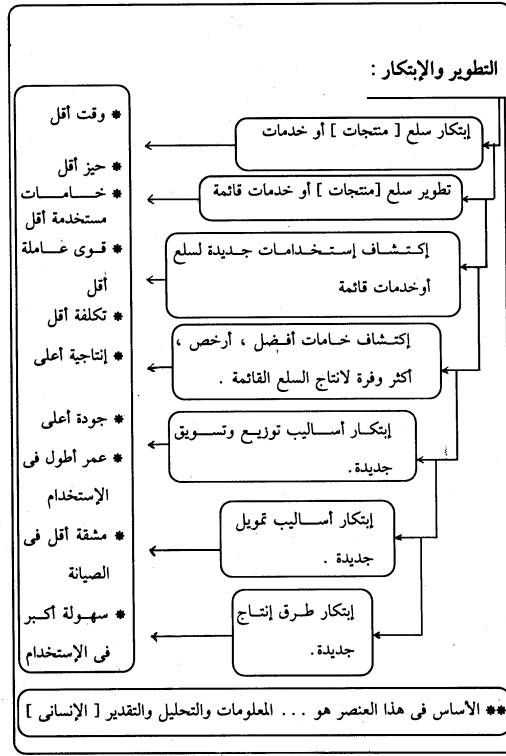 التطوير والإبتكار :
إبتكار سلع [ منتجات ] أو خدمات
تطوير سلع [منتجات ] أو خدمات قائمة
إكتشاف إستخدامات جديدة لسلع
أوخدمات قائمة
إكتشاف خامات أفضل ، أرخص ،
أكثر وفرة لانتاج السلع القائمة .
إبتكار أساليب توزيع وتسويق
جديدة.
إبتكار أساليب تمويل
جديدة .
إبتكار طرق إنتاج
جديدة.
* وقت أقل
* حيز أقل
* خامات
مستخدمة أقل
* قوى عاملة
أقل
* تكلفة أقل
* إنتاجية أعلى
* جودة أعلى
* عمر أطول فى
الإستخدام
* مشقة أقل فى
الصيانة
* سهولة أكبر
فى الإستخدام
** الأساس فى هذا العنصر هو ... المعلومات والتحليل والتقدير [ الإنسانى ]